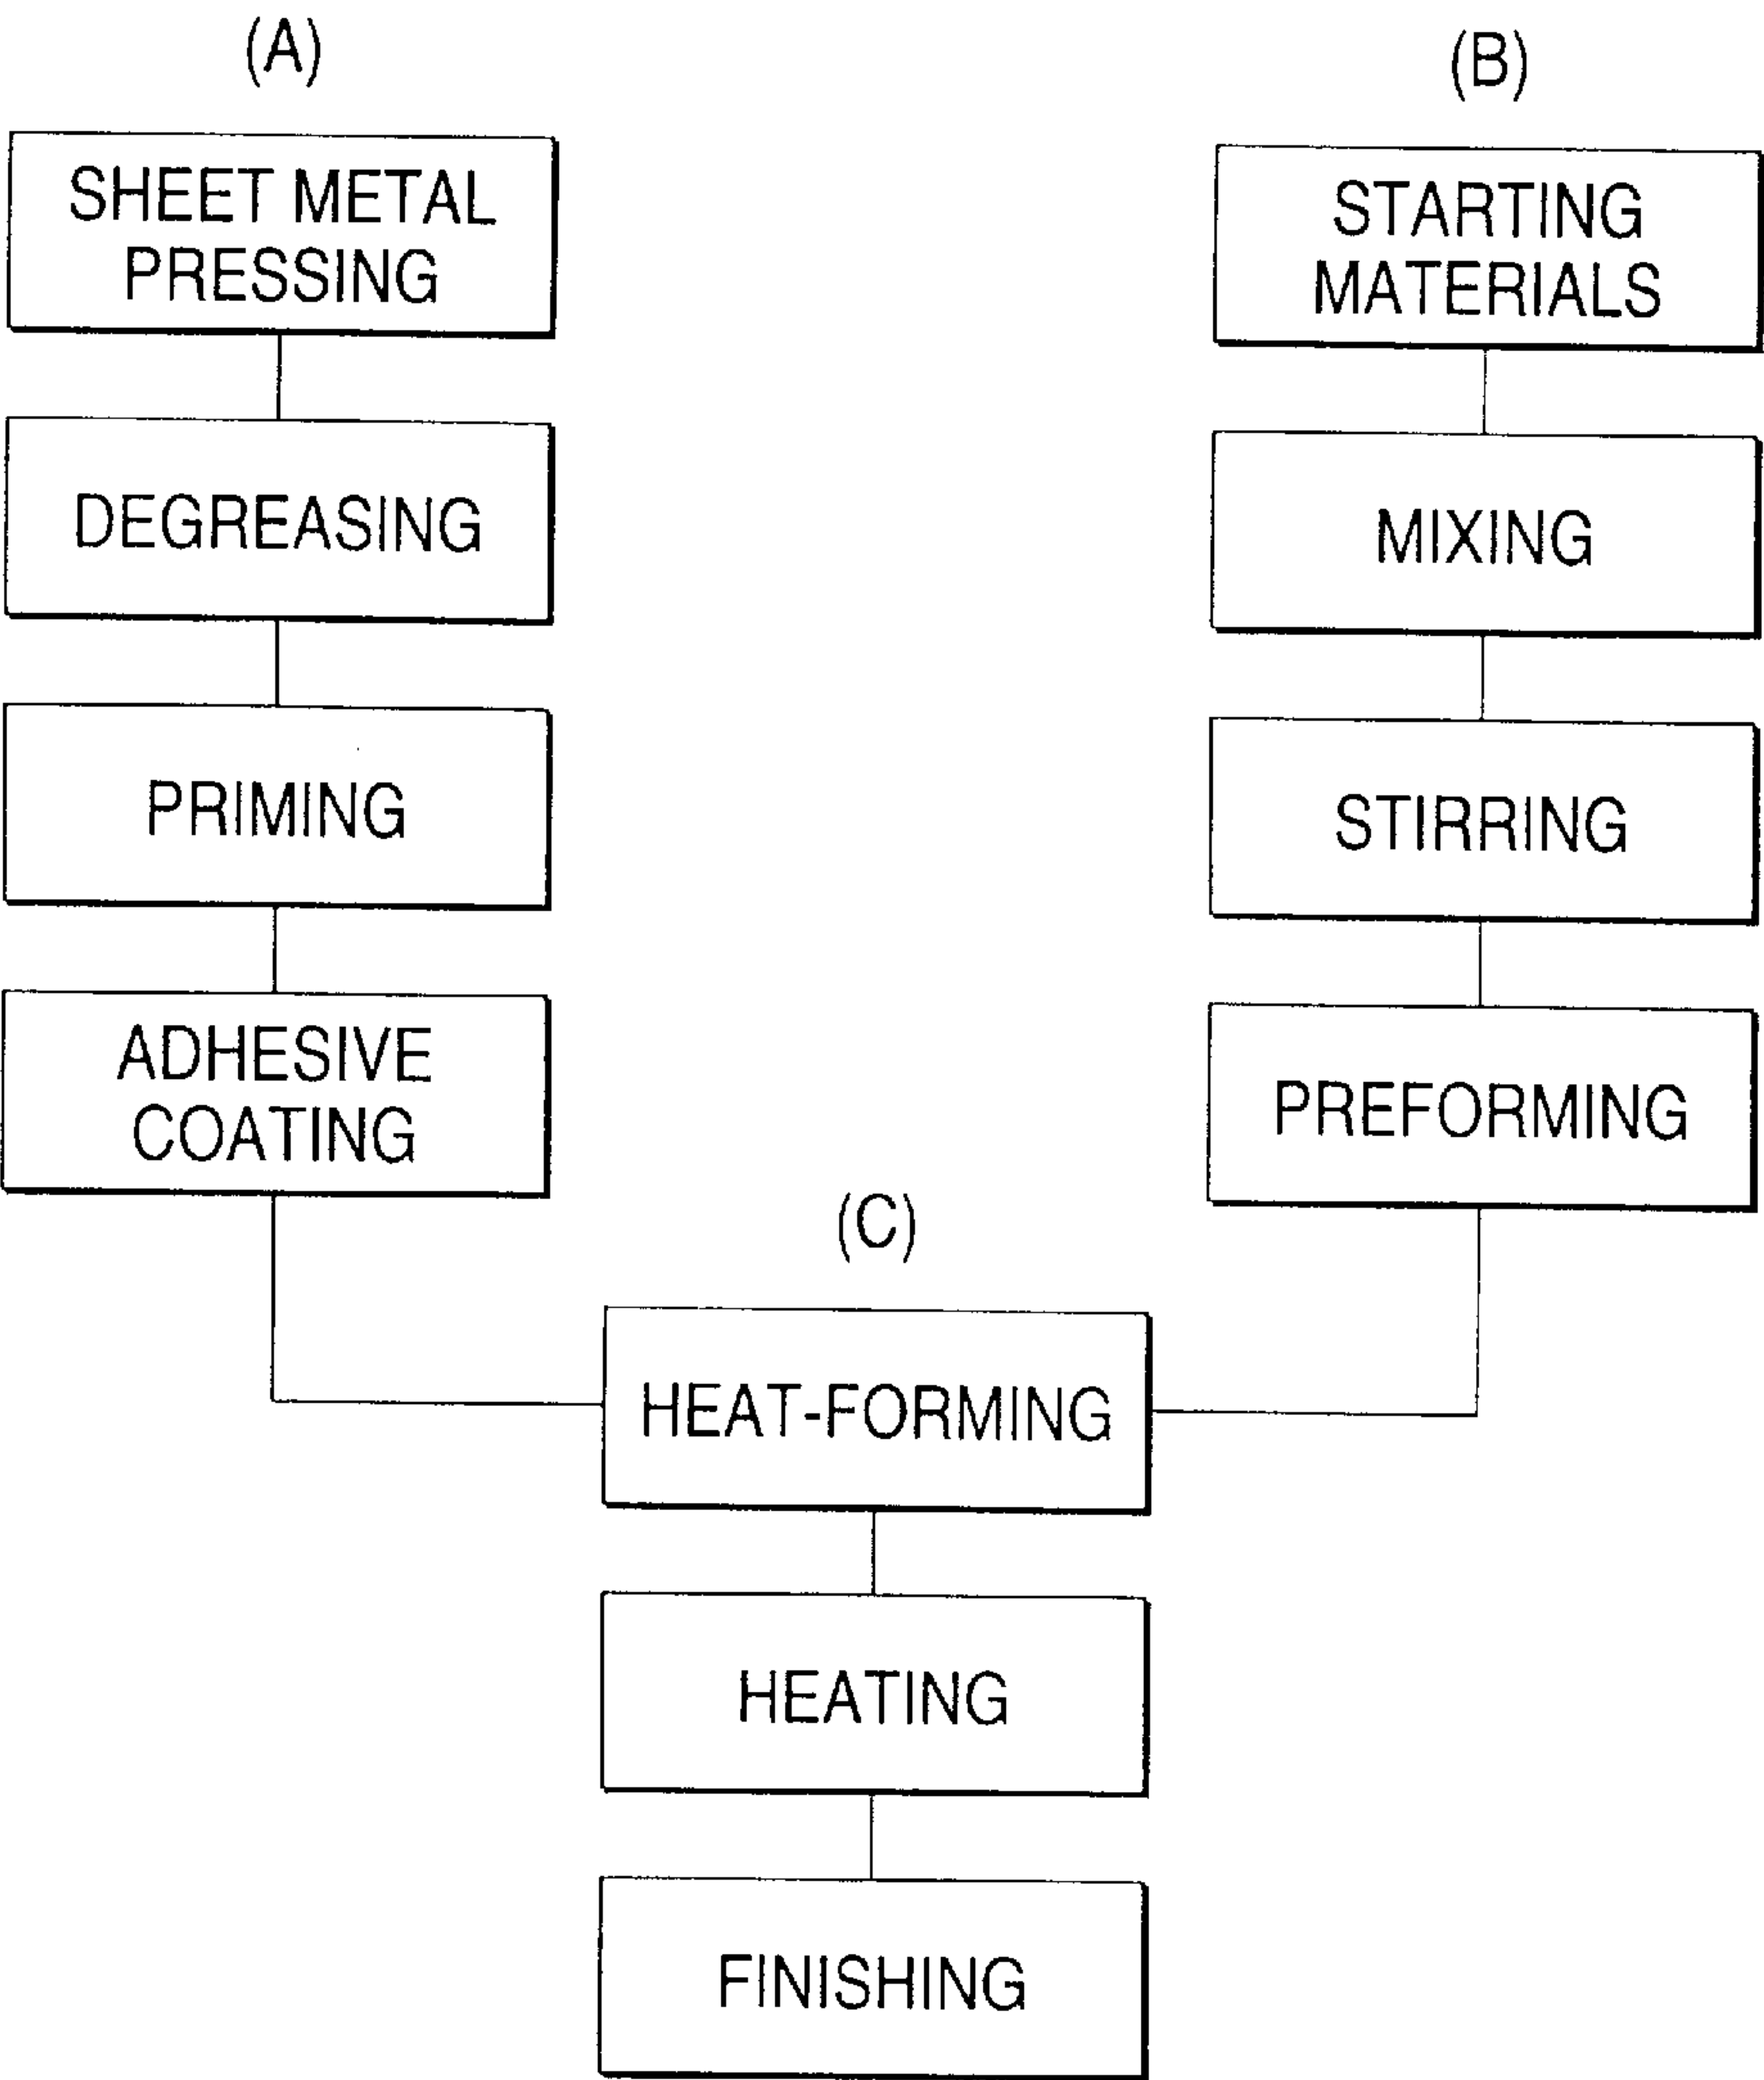 (A)
SHEET METAL
PRESSING
DEGREASING
PRIMING
ADHESIVE
COATING
(B)
STARTING
MATERIALS
MIXING
STIRRING
PREFORMING
(C)
HEAT-FORMING
HEATING
FINISHING